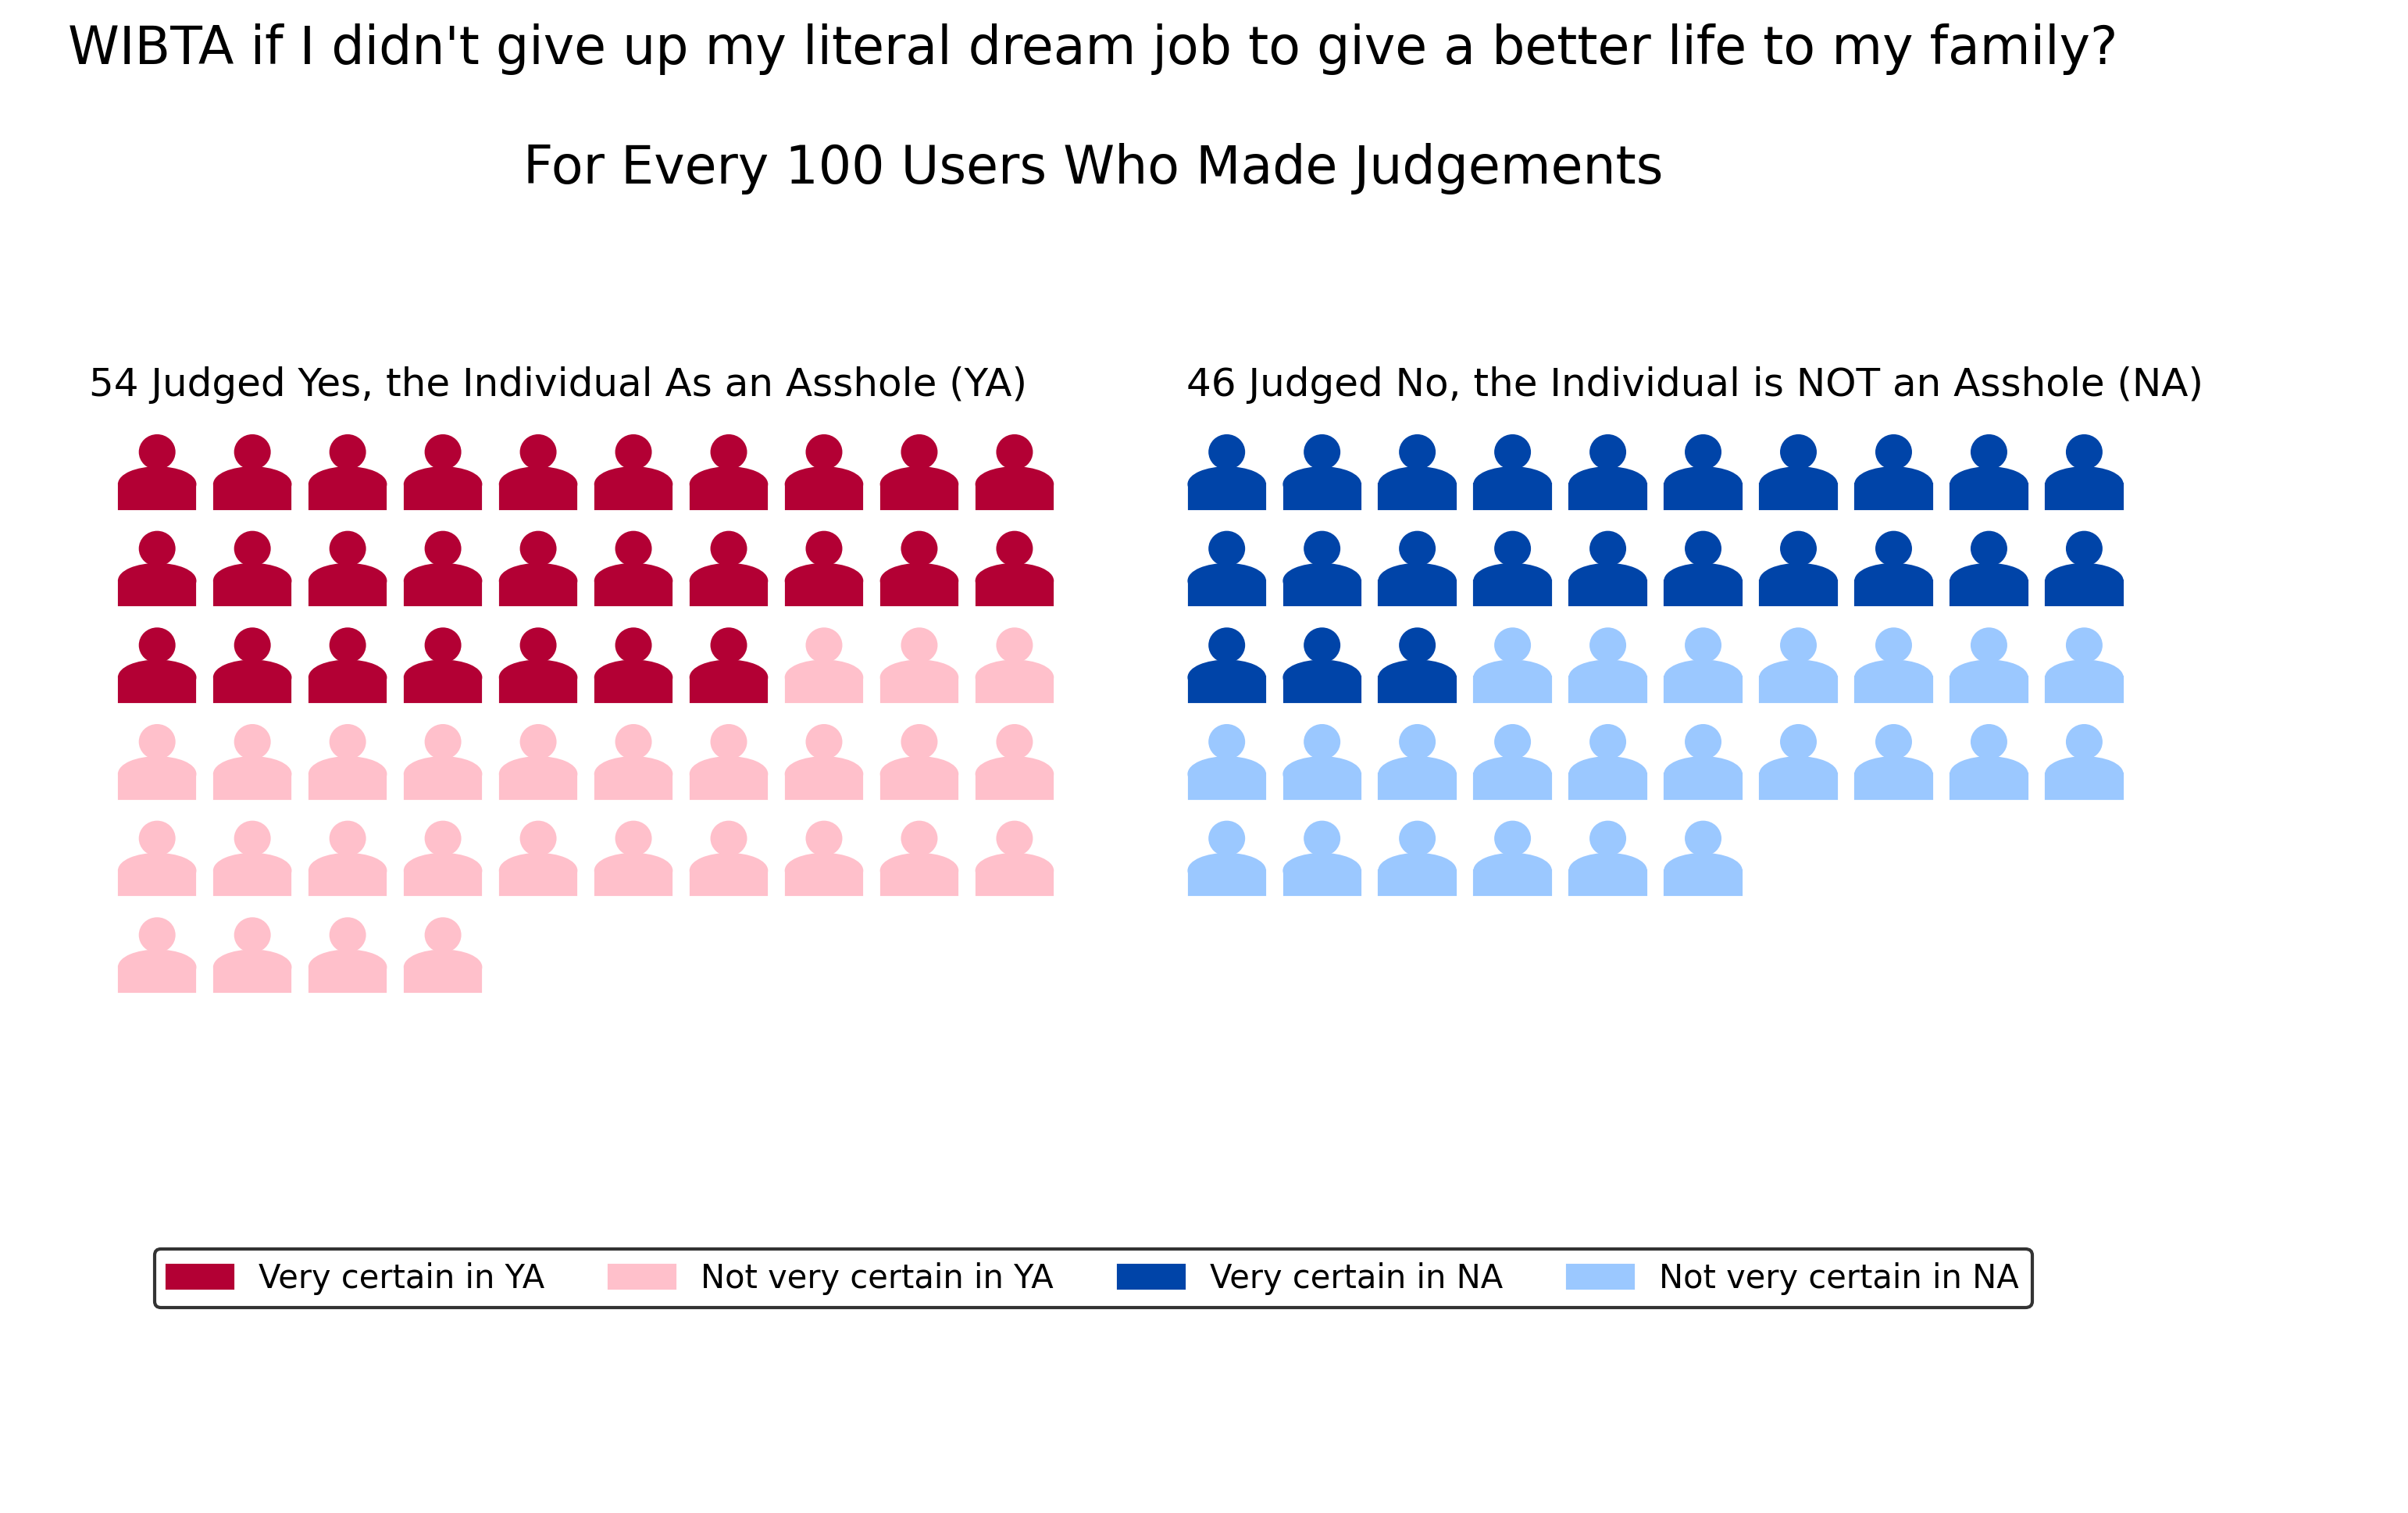 WIBTA if I didn't give up my literal dream job to give a better life to my family?
For Every 100 Users Who Made Judgements
54 Judged Yes, the Individual As an Asshole (YA)
46 Judged No, the Individual is NOT an Asshole (NA)
Very certain in YA
Not very certain in YA
Very certain in NA
Not very certain in NA